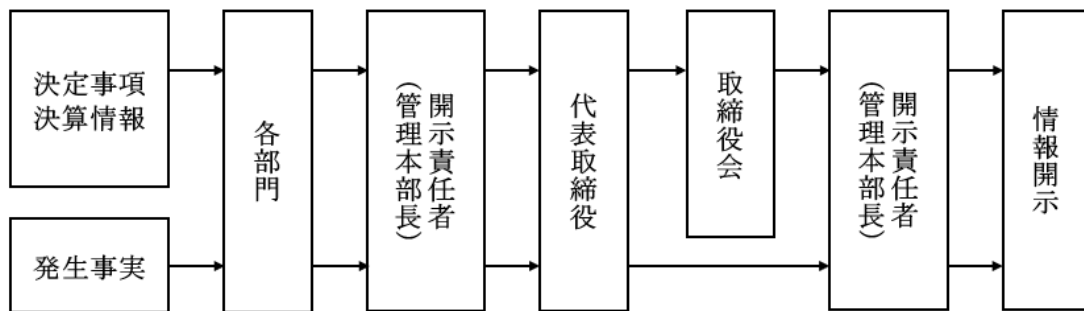 決定事項
決算情報
発生事実
各部門
開示責任者
(管理本部長)
代表取締役
取締役会
開示責任者
(管理本部長)
情報開示